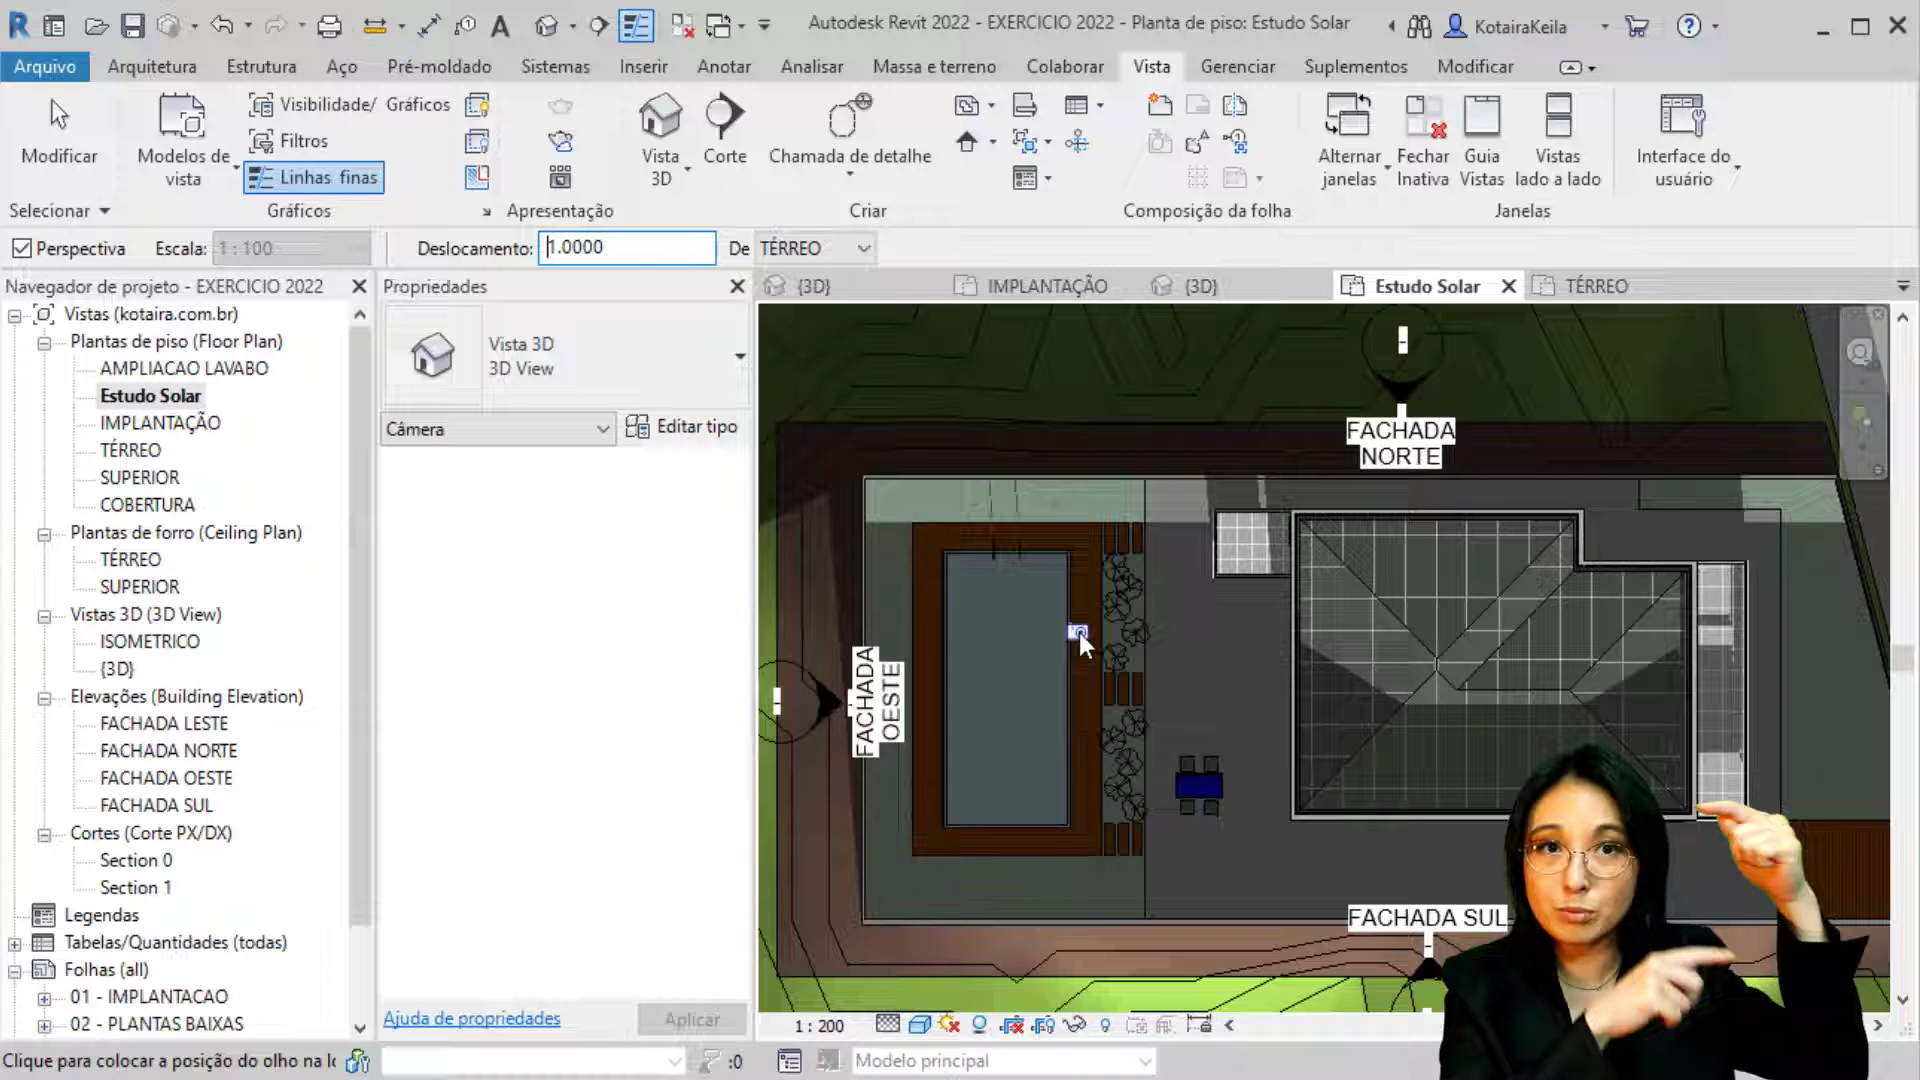 Autodesk Revit 2022 - EXERCICIO 2022 - Planta de piso: Estudo Solar
KotairaKeila
Arquivo
Arquitetura
Estrutura
Aço
Pré-moldado
Sistemas
Inserir
Anotar
Analisar
Massa e terreno
Colaborar
Vista
Gerenciar
Suplementos
Modificar
Modificar
Modelos de
vista
Visibilidade/ Gráficos
Filtros
Linhas finas
Vista
3D
Corte
Chamada de detalhe
Alternar
janelas
Fechar
Inativa
Guia
Vistas
Vistas
lado a lado
Interface do
usuário
Selecionar
Gráficos
Apresentação
Criar
Composição da folha
Janelas
Perspectiva
Escala:
1 : 100
Deslocamento:
1.0000
De
TÉRREO
Navegador de projeto - EXERCICIO 2022
Vistas (kotaira.com.br)
Plantas de piso (Floor Plan)
AMPLIACAO LAVABO
Estudo Solar
IMPLANTAÇÃO
TÉRREO
SUPERIOR
COBERTURA
Plantas de forro (Ceiling Plan)
TÉRREO
SUPERIOR
Vistas 3D (3D View)
ISOMETRICO
{3D}
Elevações (Building Elevation)
FACHADA LESTE
FACHADA NORTE
FACHADA OESTE
FACHADA SUL
Cortes (Corte PX/DX)
Section 0
Section 1
Legendas
Tabelas/Quantidades (todas)
Folhas (all)
01 - IMPLANTACAO
02 - PLANTAS BAIXAS
Propriedades
Vista 3D
3D View
Câmera
Editar tipo
Ajuda de propriedades
Aplicar
{3D}
IMPLANTAÇÃO
{3D}
Estudo Solar
TÉRREO
FACHADA
NORTE
FACHADA
OESTE
FACHADA SUL
1 : 200
Clique para colocar a posição do olho na
:0
Modelo principal